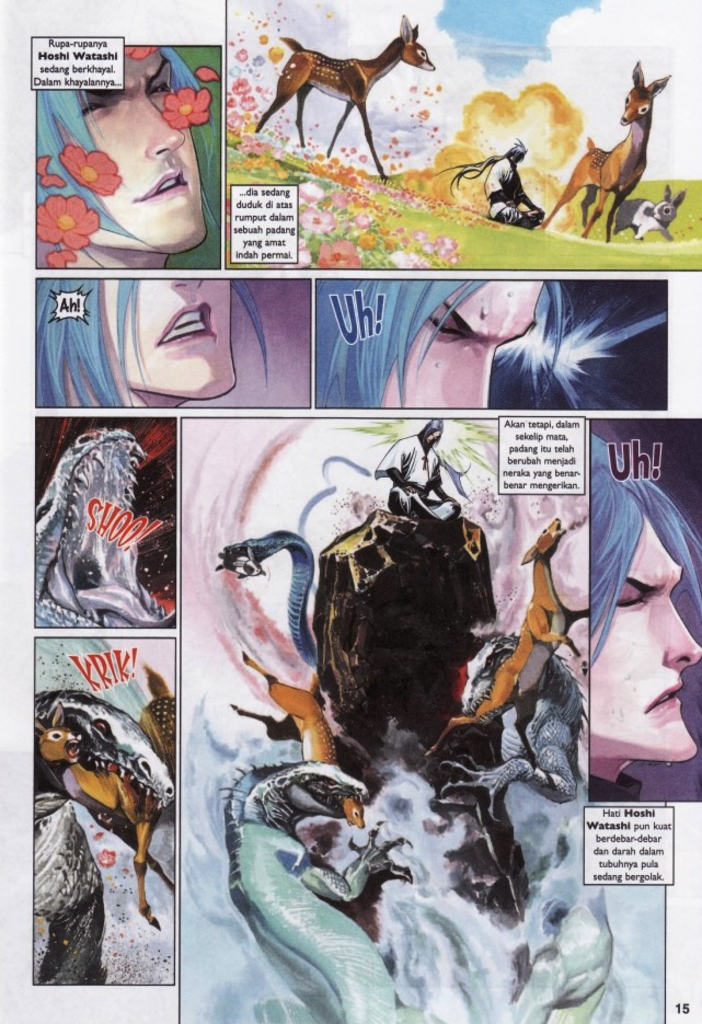 Rupa-rupanya
Hoshi Watashi
sedang berkhayal.
Dalam khayalannya...
...dia sedang
duduk di atas
rumput dalam
sebuah padang
yang amat
indah permai.
Ah!
Uh!
SHOO!
KRIK!
Akan tetapi, dalam
sekelip mata,
padang itu telah
berubah menjadi
neraka yang benar-
benar mengerikan.
Uh!
Hati Hoshi
Watashi pun kuat
berdebar-debar
dan darah dalam
tubuhnya pula
sedang bergolak.
15